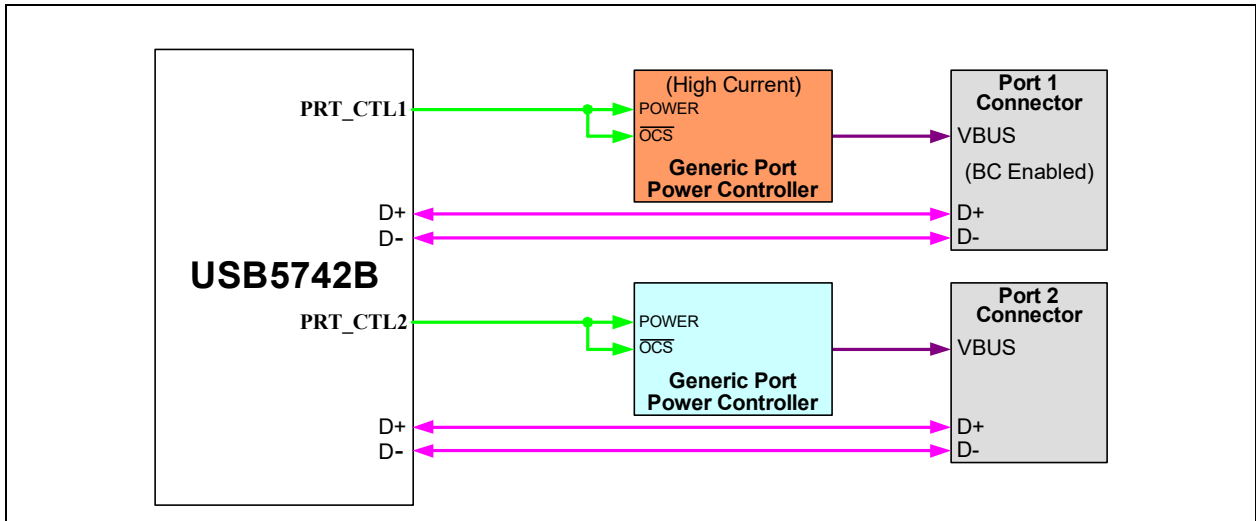 USB5742B
PRT_CTL1
D+
D-
PRT_CTL2
D+
D-
(High Current)
POWER
OCS
Generic Port
Power Controller
Port 1
Connector
VBUS
(BC Enabled)
D+
D-
POWER
OCS
Generic Port
Power Controller
Port 2
Connector
VBUS
D+
D-